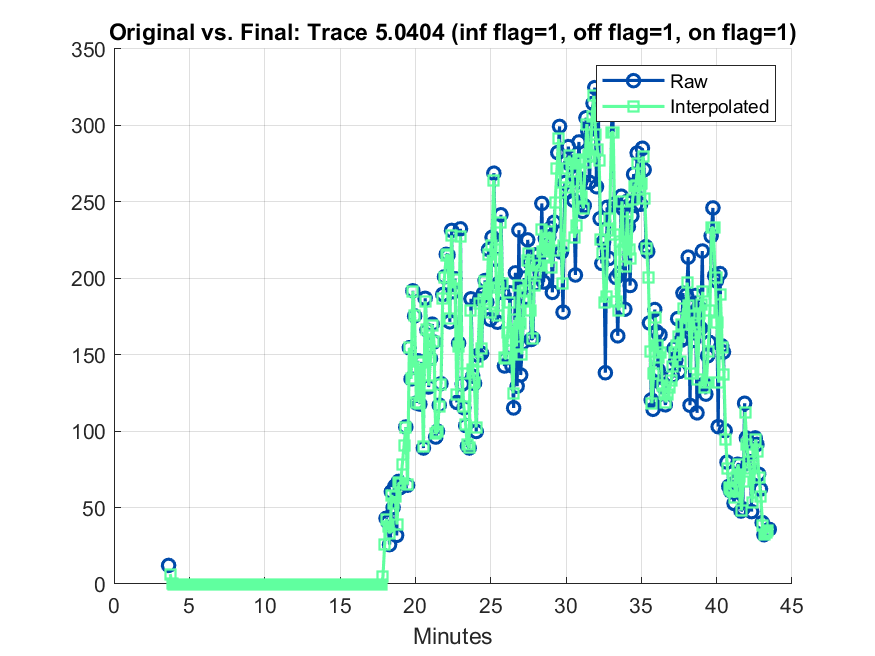 Original vs. Final: Trace 5.0404 (inf flag=1, off flag=1, on flag=1)
350
300
250
200
150
100
50
0
Raw
Interpolated
0 5 10 15 20 25 30 35 40 45
Minutes